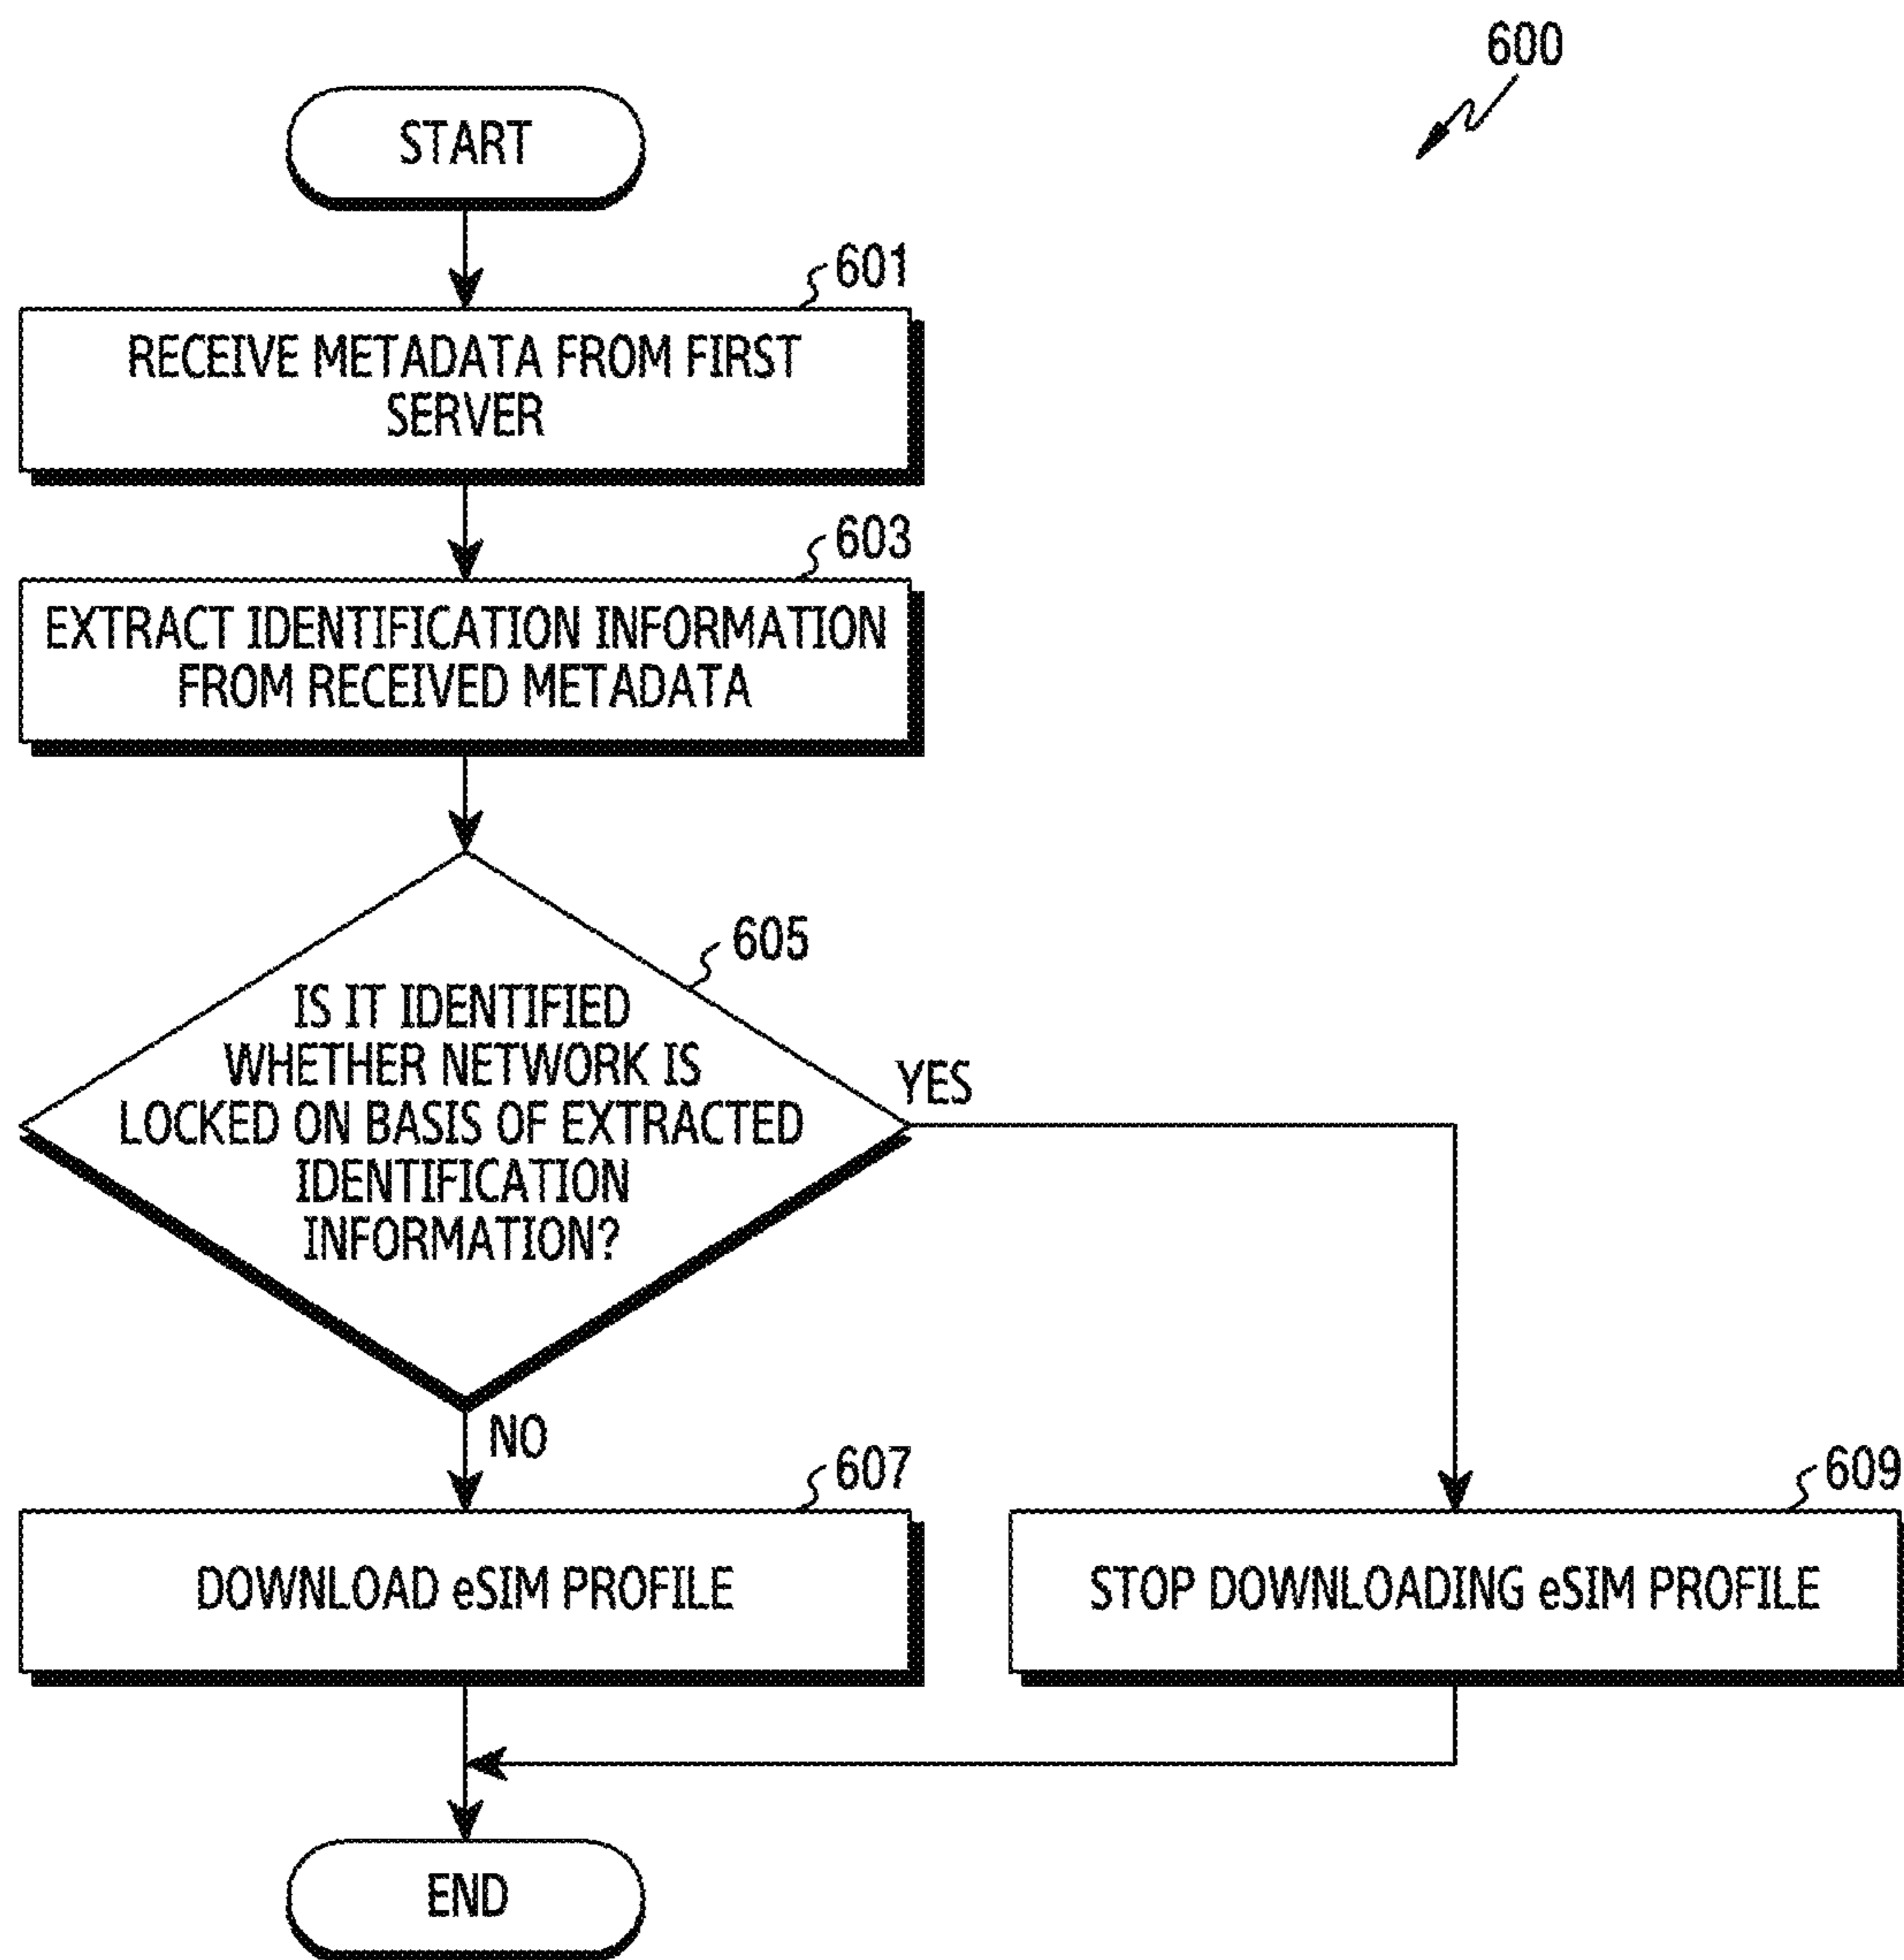 600
START
601
RECEIVE METADATA FROM FIRST
SERVER
603
EXTRACT IDENTIFICATION INFORMATION
FROM RECEIVED METADATA
605
IS IT IDENTIFIED
WHETHER NETWORK IS
LOCKED ON BASIS OF EXTRACTED
IDENTIFICATION
INFORMATION?
YES
NO
607
DOWNLOAD eSIM PROFILE
609
STOP DOWNLOADING eSIM PROFILE
END